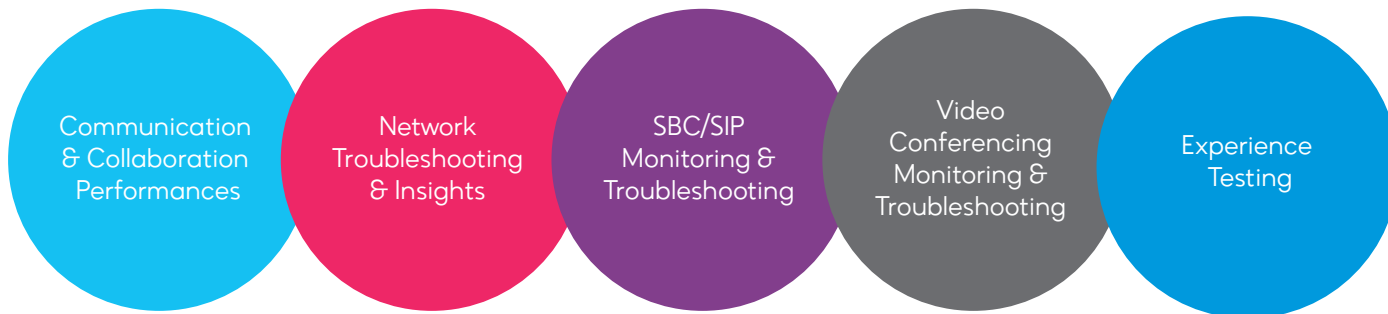 Communication
& Collaboration
Performances
Network
Troubleshooting
& Insights
SBC/SIP
Monitoring &
Troubleshooting
Video
Conferencing
Monitoring &
Troubleshooting
Experience
Testing